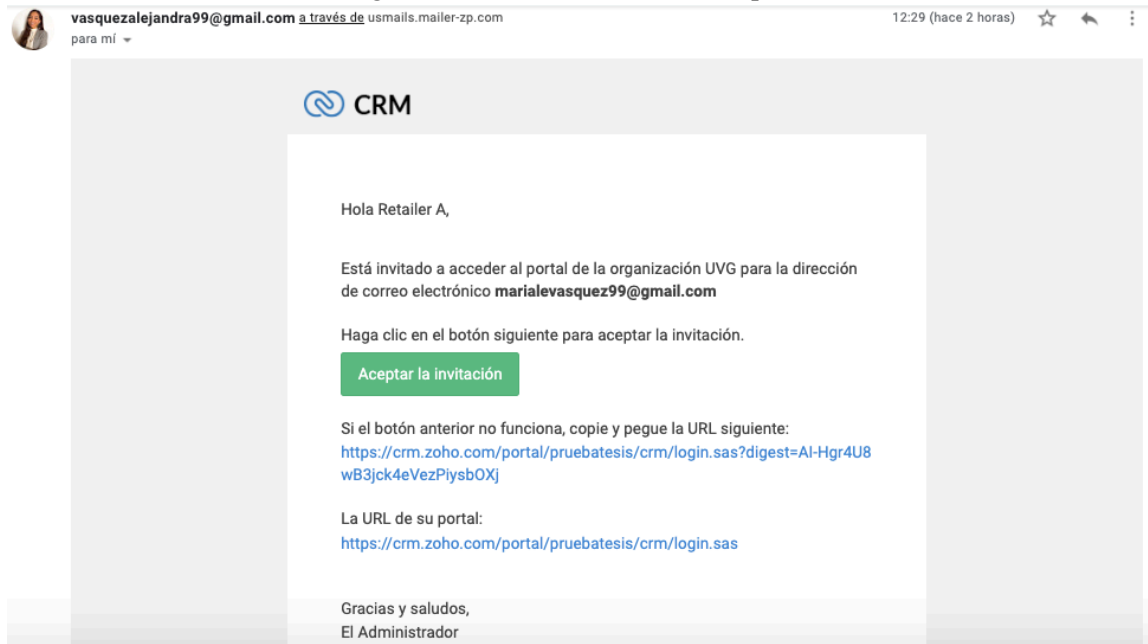 vasquezalejandra99@gmail.com a través de usmails.mailer-zp.com 12:29 (hace 2 horas)
para mí
CRM
Hola Retailer A,
Está invitado a acceder al portal de la organización UVG para la dirección
de correo electrónico marialevasquez99@gmail.com
Haga clic en el botón siguiente para aceptar la invitación.
Aceptar la invitación
Si el botón anterior no funciona, copie y pegue la URL siguiente:
https://crm.zoho.com/portal/pruebatesis/crm/login.sas?digest=AI-Hgr4U8
wB3jck4eVezPiysbOXj
La URL de su portal:
https://crm.zoho.com/portal/pruebatesis/crm/login.sas
Gracias y saludos,
El Administrador